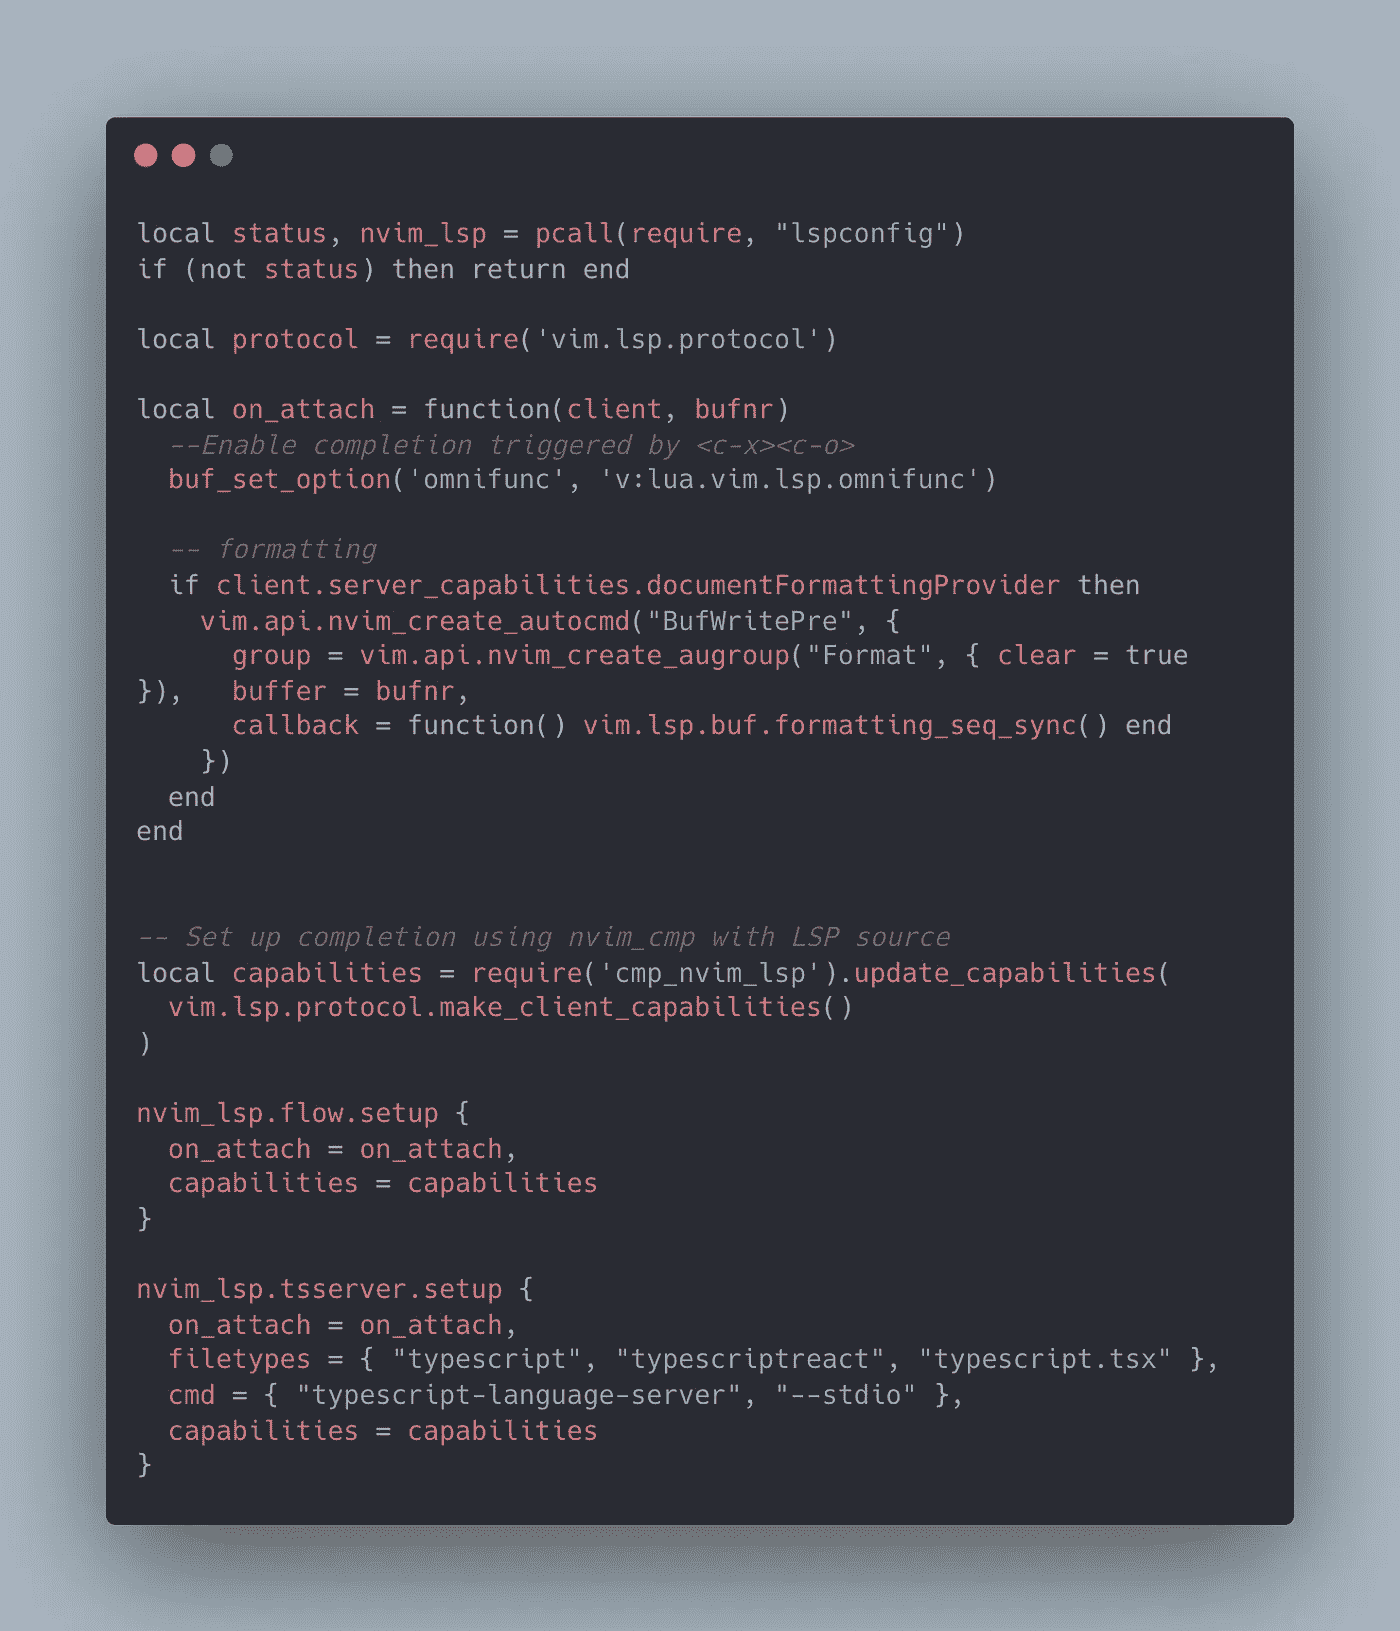 local status, nvim_lsp = pcall(require, "lspconfig")
if (not status) then return end
local protocol = require('vim.lsp.protocol')
local on_attach = function(client, bufnr)
--Enable completion triggered by <c-x><c-o>
buf_set_option('omnifunc', 'v:lua.vim.lsp.omnifunc')
-- formatting
if client.server_capabilities.documentFormattingProvider then
vim.api.nvim_create_autocmd("BufWritePre", {
group = vim.api.nvim_create_augroup("Format", { clear = true
}), buffer = bufnr,
callback = function() vim.lsp.buf.formatting_seq_sync() end
})
end
end
-- Set up completion using nvim_cmp with LSP source
local capabilities = require('cmp_nvim_lsp').update_capabilities(
vim.lsp.protocol.make_client_capabilities()
)
nvim_lsp.flow.setup {
on_attach = on_attach,
capabilities = capabilities
}
nvim_lsp.tsserver.setup {
on_attach = on_attach,
filetypes = { "typescript", "typescriptreact", "typescript.tsx" },
cmd = { "typescript-language-server", "--stdio" },
capabilities = capabilities
}